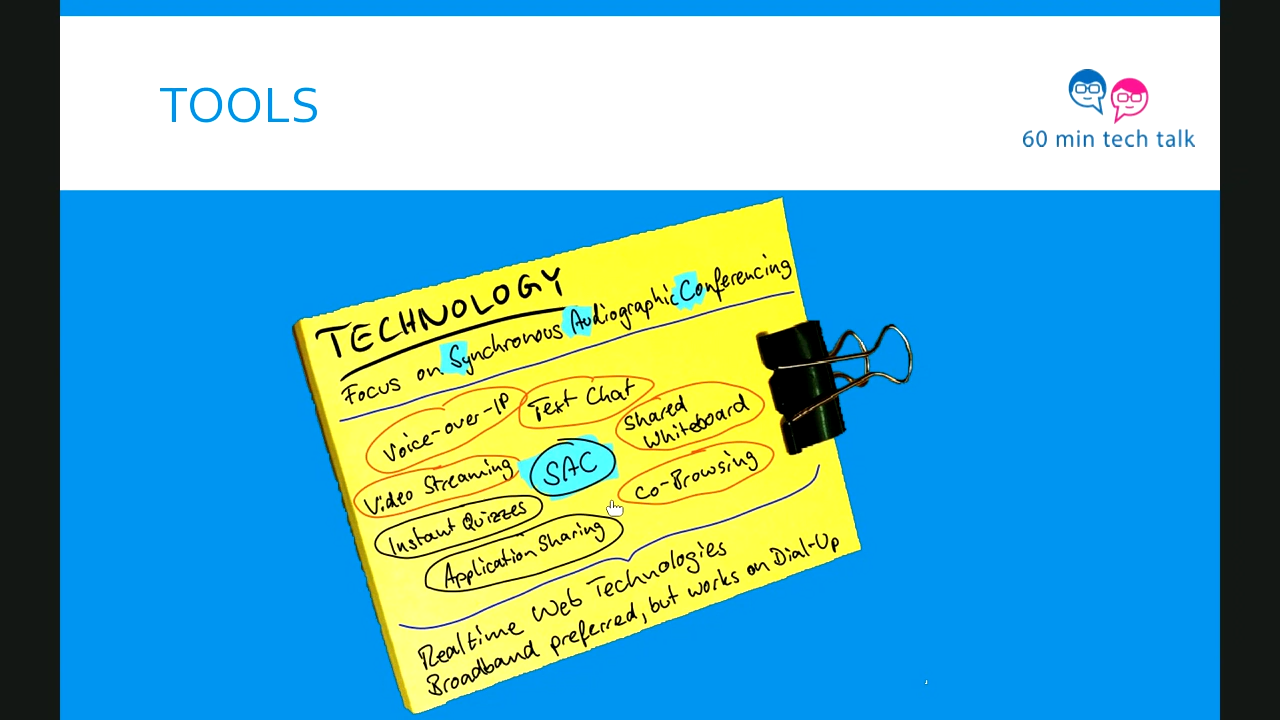 TOOLS
60 min tech talk
TECHNOLOGY
Focus on Synchronous Audiographic Conferencing
Voice-over-IP
Text Chat
Shared
Whiteboard
Video Streaming
SAC
Co-Browsing
Instant Quizzes
Application Sharing
Realtime Web Technologies
Broadband preferred, but works on Dial-Up